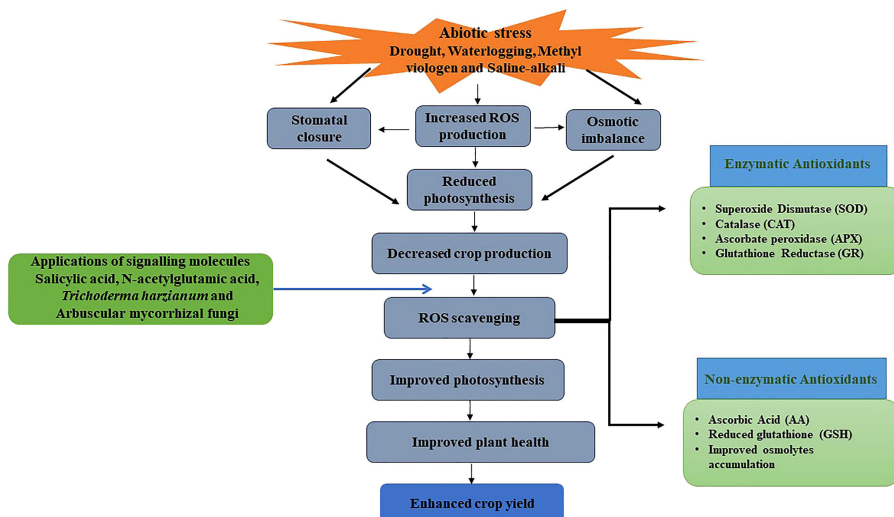 Abiotic stress
Drought, Waterlogging, Methyl
viologen and Saline-alkali
Stomatal
closure
Increased ROS
production
Osmotic
imbalance
Reduced
photosynthesis
Decreased crop production
Applications of signalling molecules
Salicylic acid, N-acetylglutamic acid,
Trichoderma harzianum and
Arbuscular mycorrhizal fungi
ROS scavenging
Improved photosynthesis
Improved plant health
Enhanced crop yield
Enzymatic Antioxidants
• Superoxide Dismutase (SOD)
• Catalase (CAT)
• Ascorbate peroxidase (APX)
• Glutathione Reductase (GR)
Non-enzymatic Antioxidants
• Ascorbic Acid (AA)
• Reduced glutathione (GSH)
• Improved osmolytes
accumulation